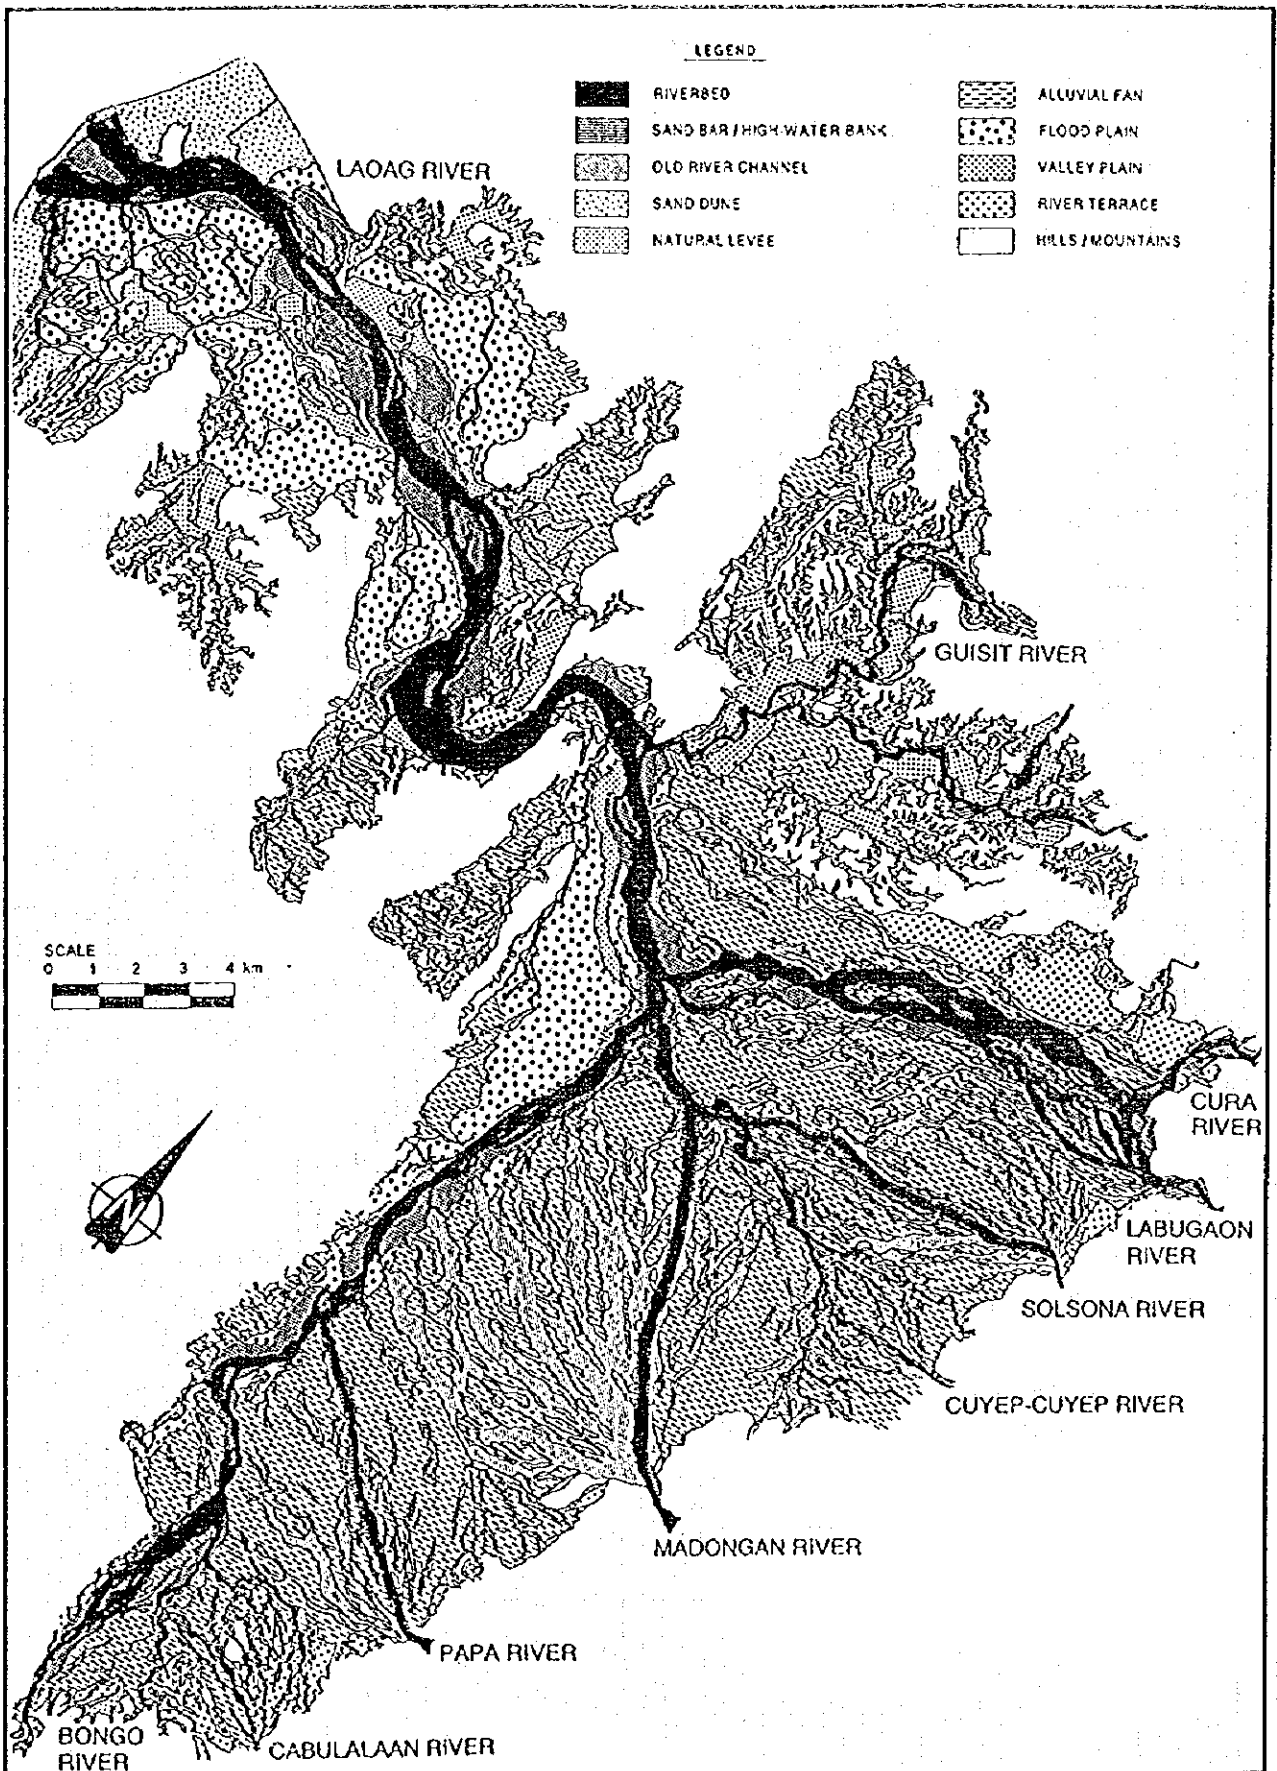 LEGEND
RIVERBED
SAND BAR / HIGH-WATER BANK
OLD RIVER CHANNEL
SAND DUNE
NATURAL LEVEE
ALLUVIAL FAN
FLOOD PLAIN
VALLEY PLAIN
RIVER TERRACE
HILLS / MOUNTAINS
LAOAG RIVER
GUISIT RIVER
SCALE
0 1 2 3 4 km
N
CURA
RIVER
LABUGAON
RIVER
SOLSONA RIVER
CUYEP-CUYEP RIVER
MADONGAN RIVER
PAPA RIVER
BONGO
RIVER
CABULALAAN RIVER